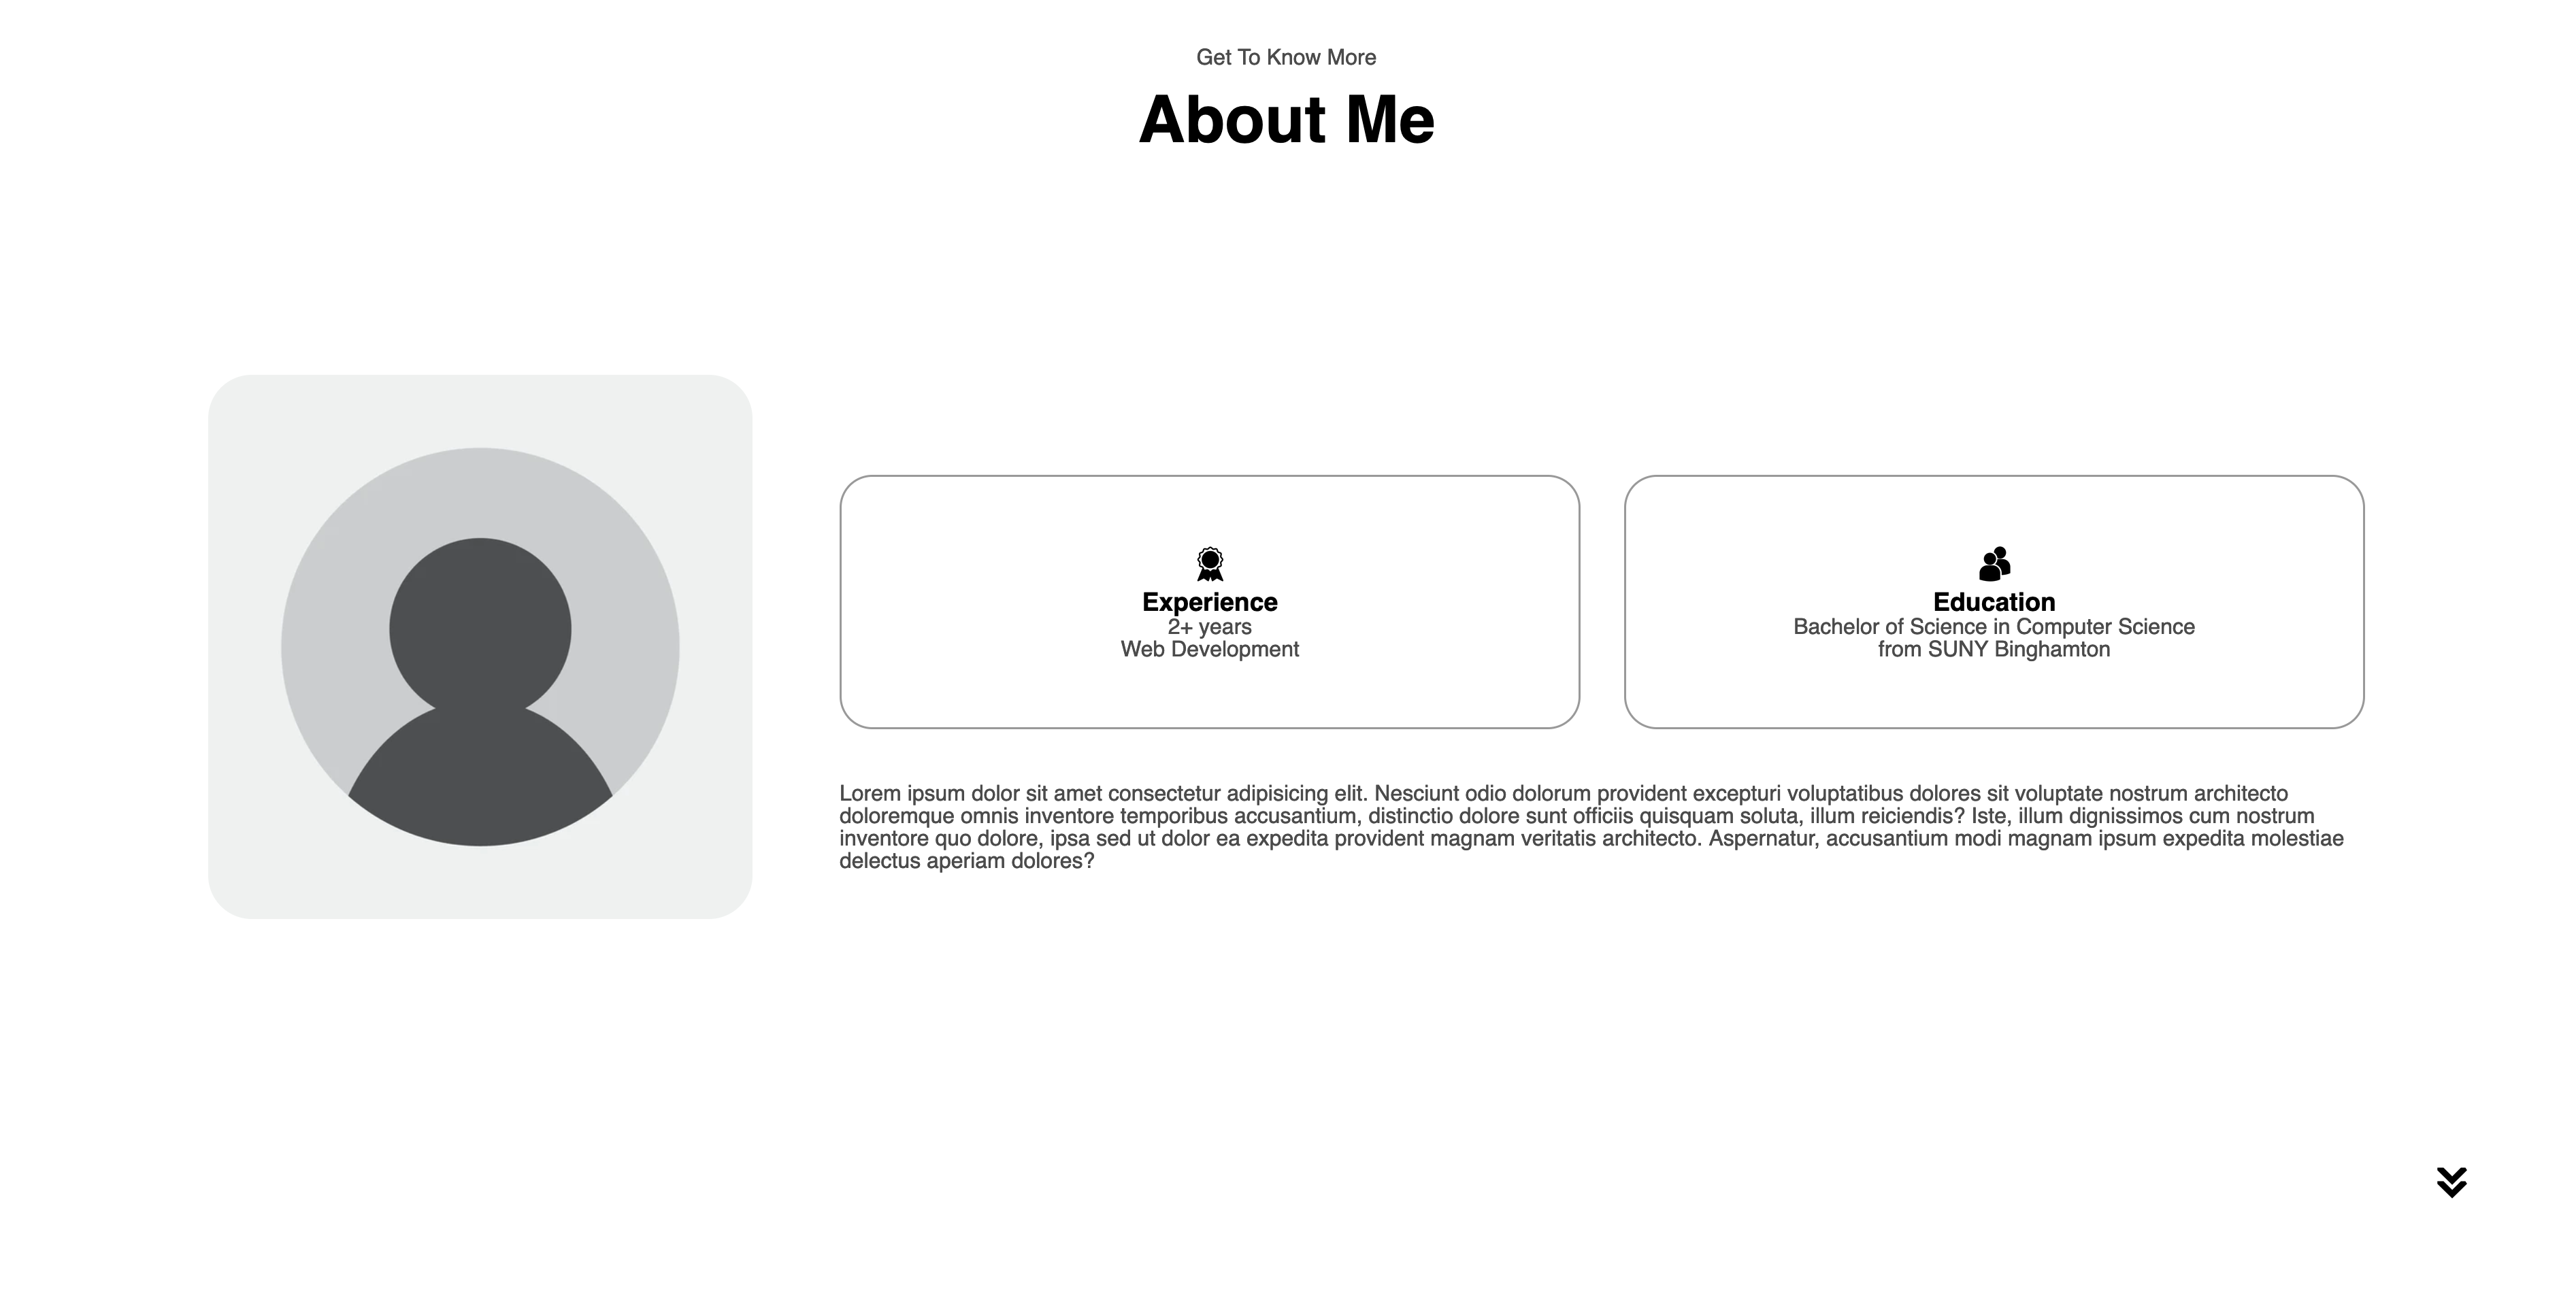 Get To Know More
About Me
Experience
2+ years
Web Development
Education
Bachelor of Science in Computer Science
from SUNY Binghamton
Lorem ipsum dolor sit amet consectetur adipisicing elit. Nesciunt odio dolorum provident excepturi voluptatibus dolores sit voluptate nostrum architecto
doloremque omnis inventore temporibus accusantium, distinctio dolore sunt officiis quisquam soluta, illum reiciendis? Iste, illum dignissimos cum nostrum
inventore quo dolore, ipsa sed ut dolor ea expedita provident magnam veritatis architecto. Aspernatur, accusantium modi magnam ipsum expedita molestiae
delectus aperiam dolores?